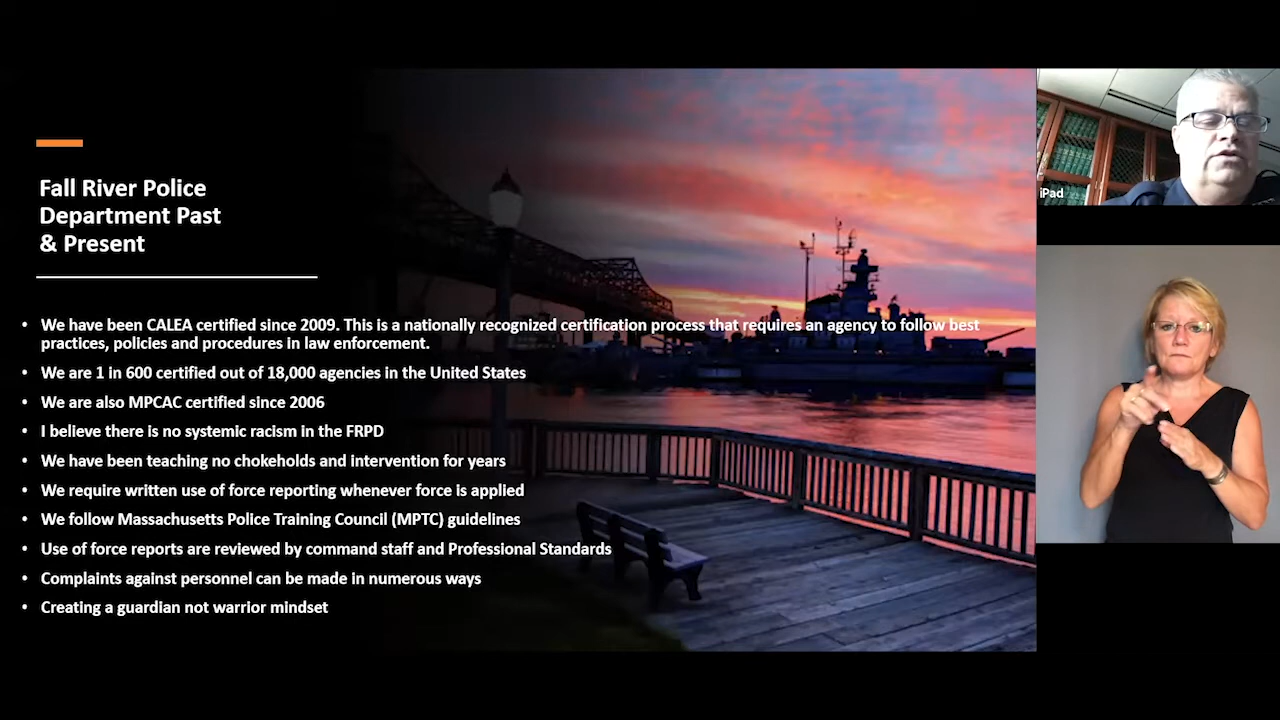 Fall River Police
Department Past
& Present
• We have been CALEA certified since 2009. This is a nationally recognized certification process that requires an agency to follow best
practices, policies and procedures in law enforcement.
• We are 1 in 600 certified out of 18,000 agencies in the United States
• We are also MPCAC certified since 2006
• I believe there is no systemic racism in the FRPD
• We have been teaching no chokeholds and intervention for years
• We require written use of force reporting whenever force is applied
• We follow Massachusetts Police Training Council (MPTC) guidelines
• Use of force reports are reviewed by command staff and Professional Standards
• Complaints against personnel can be made in numerous ways
• Creating a guardian not warrior mindset
iPad